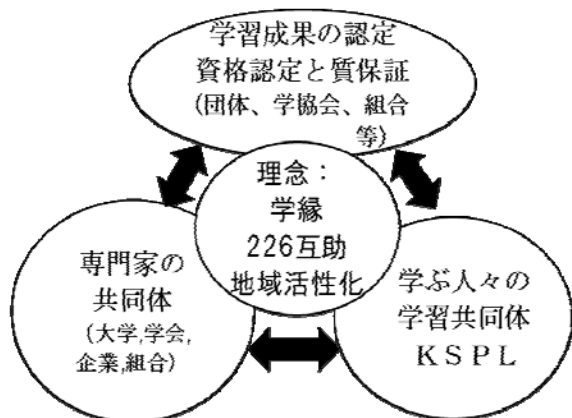 学習成果の認定
資格認定と質保証
(団体、学協会、組合
等)
理念：
学縁
226互助
地域活性化
専門家の
共同体
(大学,学会,
企業,組合)
学ぶ人々の
学習共同体
ＫＳＰＬ